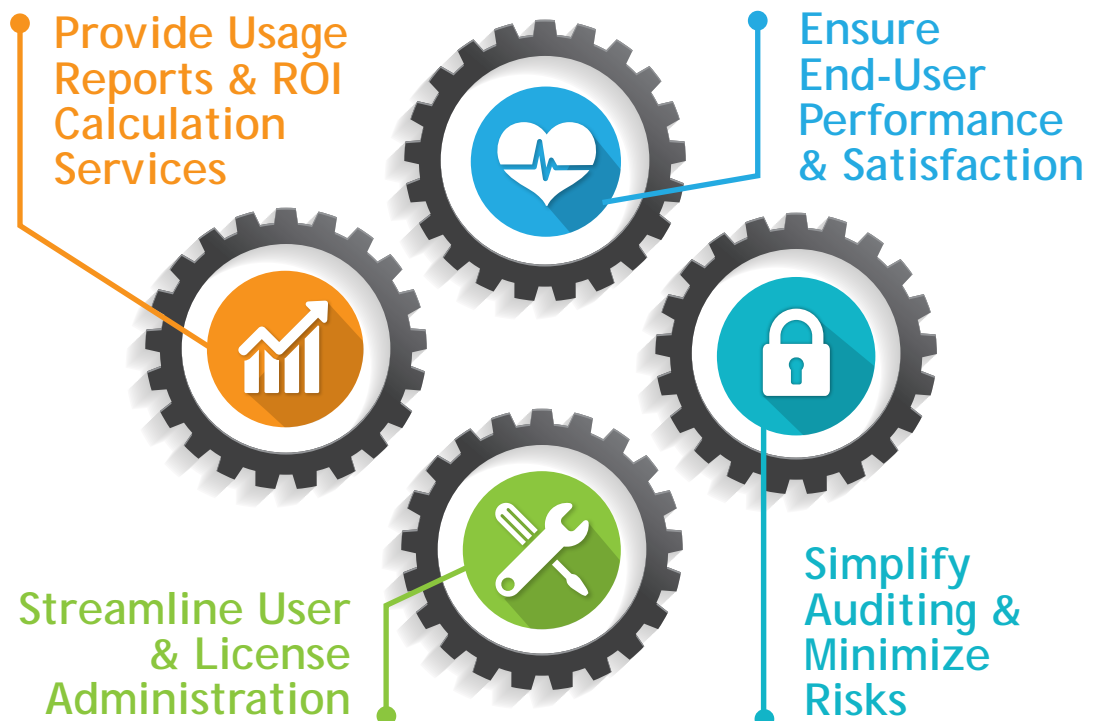 Provide Usage
Reports & ROI
Calculation
Services
Ensure
End-User
Performance
& Satisfaction
Streamline User
& License
Administration
Simplify
Auditing &
Minimize
Risks